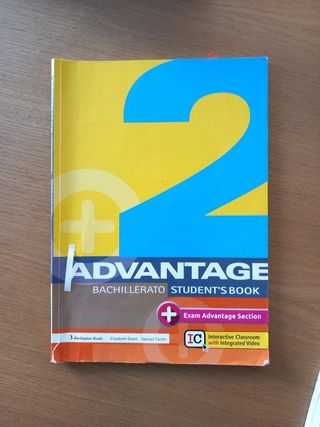 2
ADVANTAGE
BACHILLERATO STUDENT'S BOOK
+ Exam Advantage Section
Burlington Books Elizabeth Grant Samuel Carter
IC Interactive Classroom
with Integrated Video